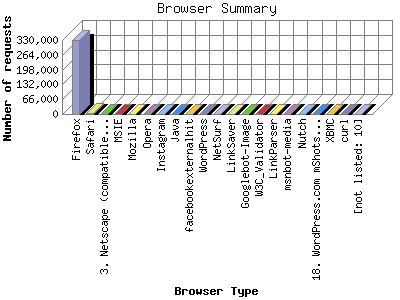 Browser Summary
Number of requests
330,000
264,000
198,000
132,000
66,000
0
Firefox
Safari
3. Netscape (compatible...
MSIE
Mozilla
Opera
Instagram
Java
facebookexternalhit
WordPress
NetSurf
LinkSaver
Googlebot-Image
W3C_Validator
LinkParser
msnbot-media
Nutch
18. WordPress.com mShots...
XBMC
curl
[not listed: 10]
Browser Type